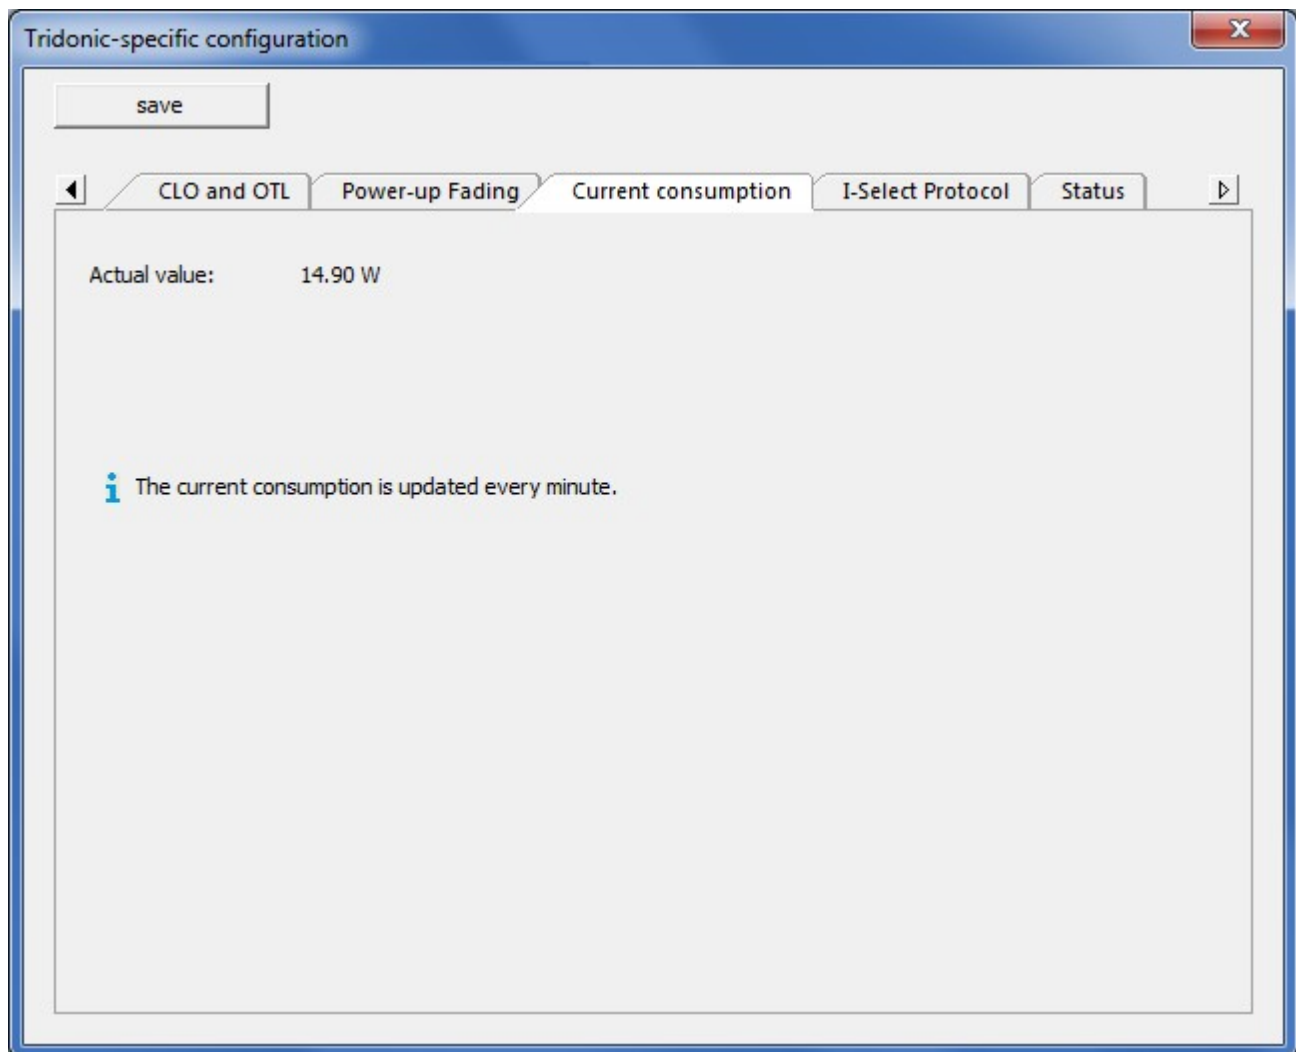 Tridonic-specific configuration
save
CLO and OTL Power-up Fading Current consumption I-Select Protocol Status
Actual value: 14.90 W
The current consumption is updated every minute.